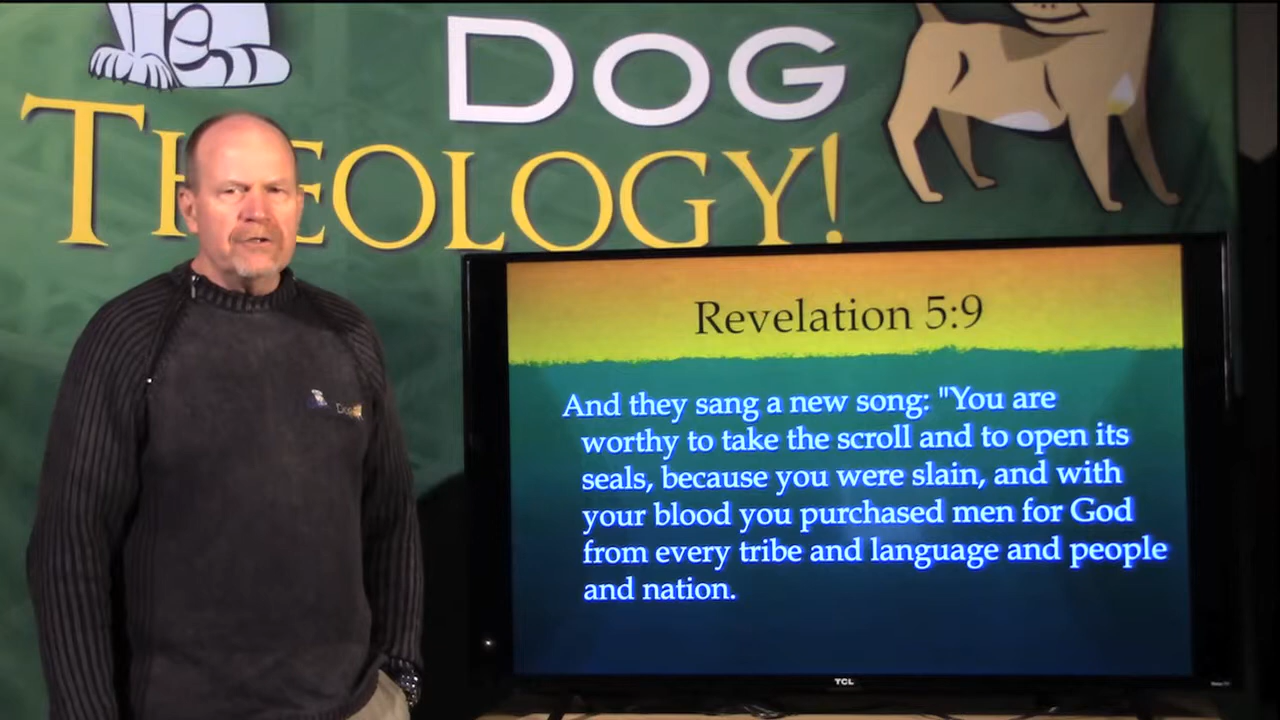 DOG
THEOLOGY!
Revelation 5:9
And they sang a new song: "You are
worthy to take the scroll and to open its
seals, because you were slain, and with
your blood you purchased men for God
from every tribe and language and people
and nation.
TCL